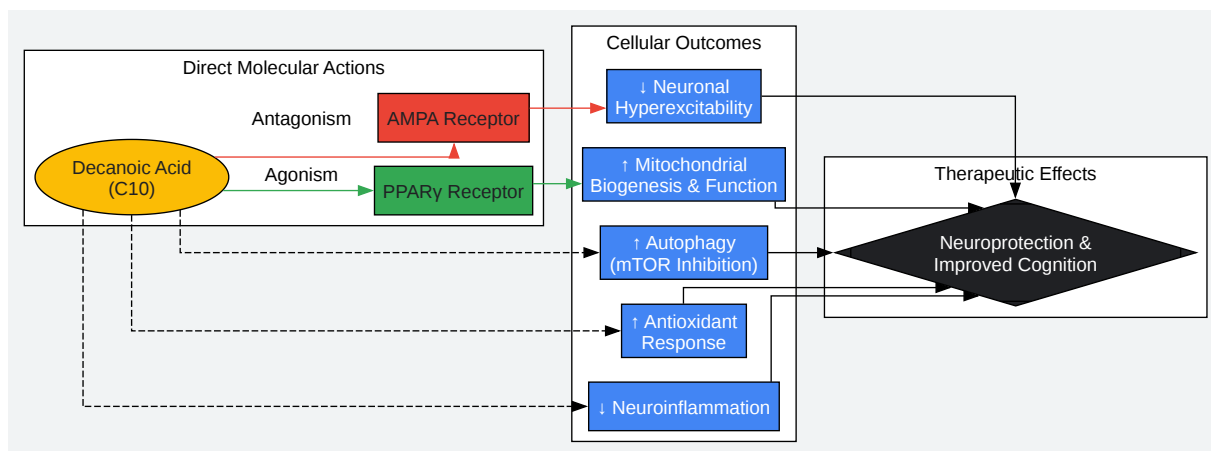 Direct Molecular Actions
Decanoic Acid
(C10)
Antagonism
Agonism
AMPA Receptor
PPARγ Receptor
Cellular Outcomes
↓ Neuronal
Hyperexcitability
↑ Mitochondrial
Biogenesis & Function
↑ Autophagy
(mTOR Inhibition)
↑ Antioxidant
Response
↓ Neuroinflammation
Therapeutic Effects
Neuroprotection &
Improved Cognition